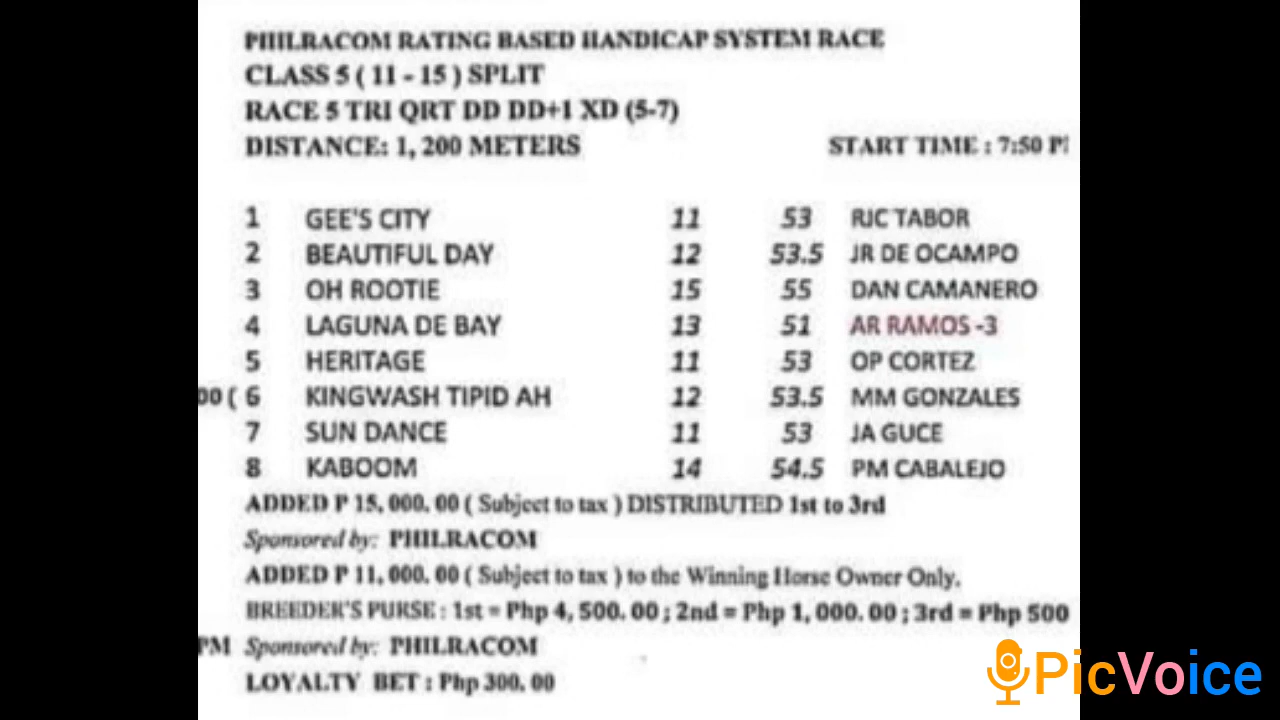 PHILRACOM RATING BASED HANDICAP SYSTEM RACE
CLASS 5 ( 11 - 15 ) SPLIT
RACE 5 TRI QRT DD DD+1 XD (5-7)
DISTANCE: 1, 200 METERS START TIME : 7:50 P
1 GEE'S CITY 11 53 RJC TABOR
2 BEAUTIFUL DAY 12 53.5 JR DE OCAMPO
3 OH ROOTIE 15 55 DAN CAMANERO
4 LAGUNA DE BAY 13 51 AR RAMOS -3
5 HERITAGE 11 53 OP CORTEZ
00 ( 6 KINGWASH TIPID AH 12 53.5 MM GONZALES
7 SUN DANCE 11 53 JA GUCE
8 KABOOM 14 54.5 PM CABALEJO
ADDED P 15, 000. 00 ( Subject to tax ) DISTRIBUTED 1st to 3rd
Sponsored by: PHILRACOM
ADDED P 11, 000. 00 ( Subject to tax ) to the Winning Horse Owner Only.
BREEDER'S PURSE : 1st = Php 4, 500. 00 ; 2nd = Php 1, 000. 00 ; 3rd = Php 500
PM Sponsored by: PHILRACOM
LOYALTY BET : Php 300. 00
PicVoice